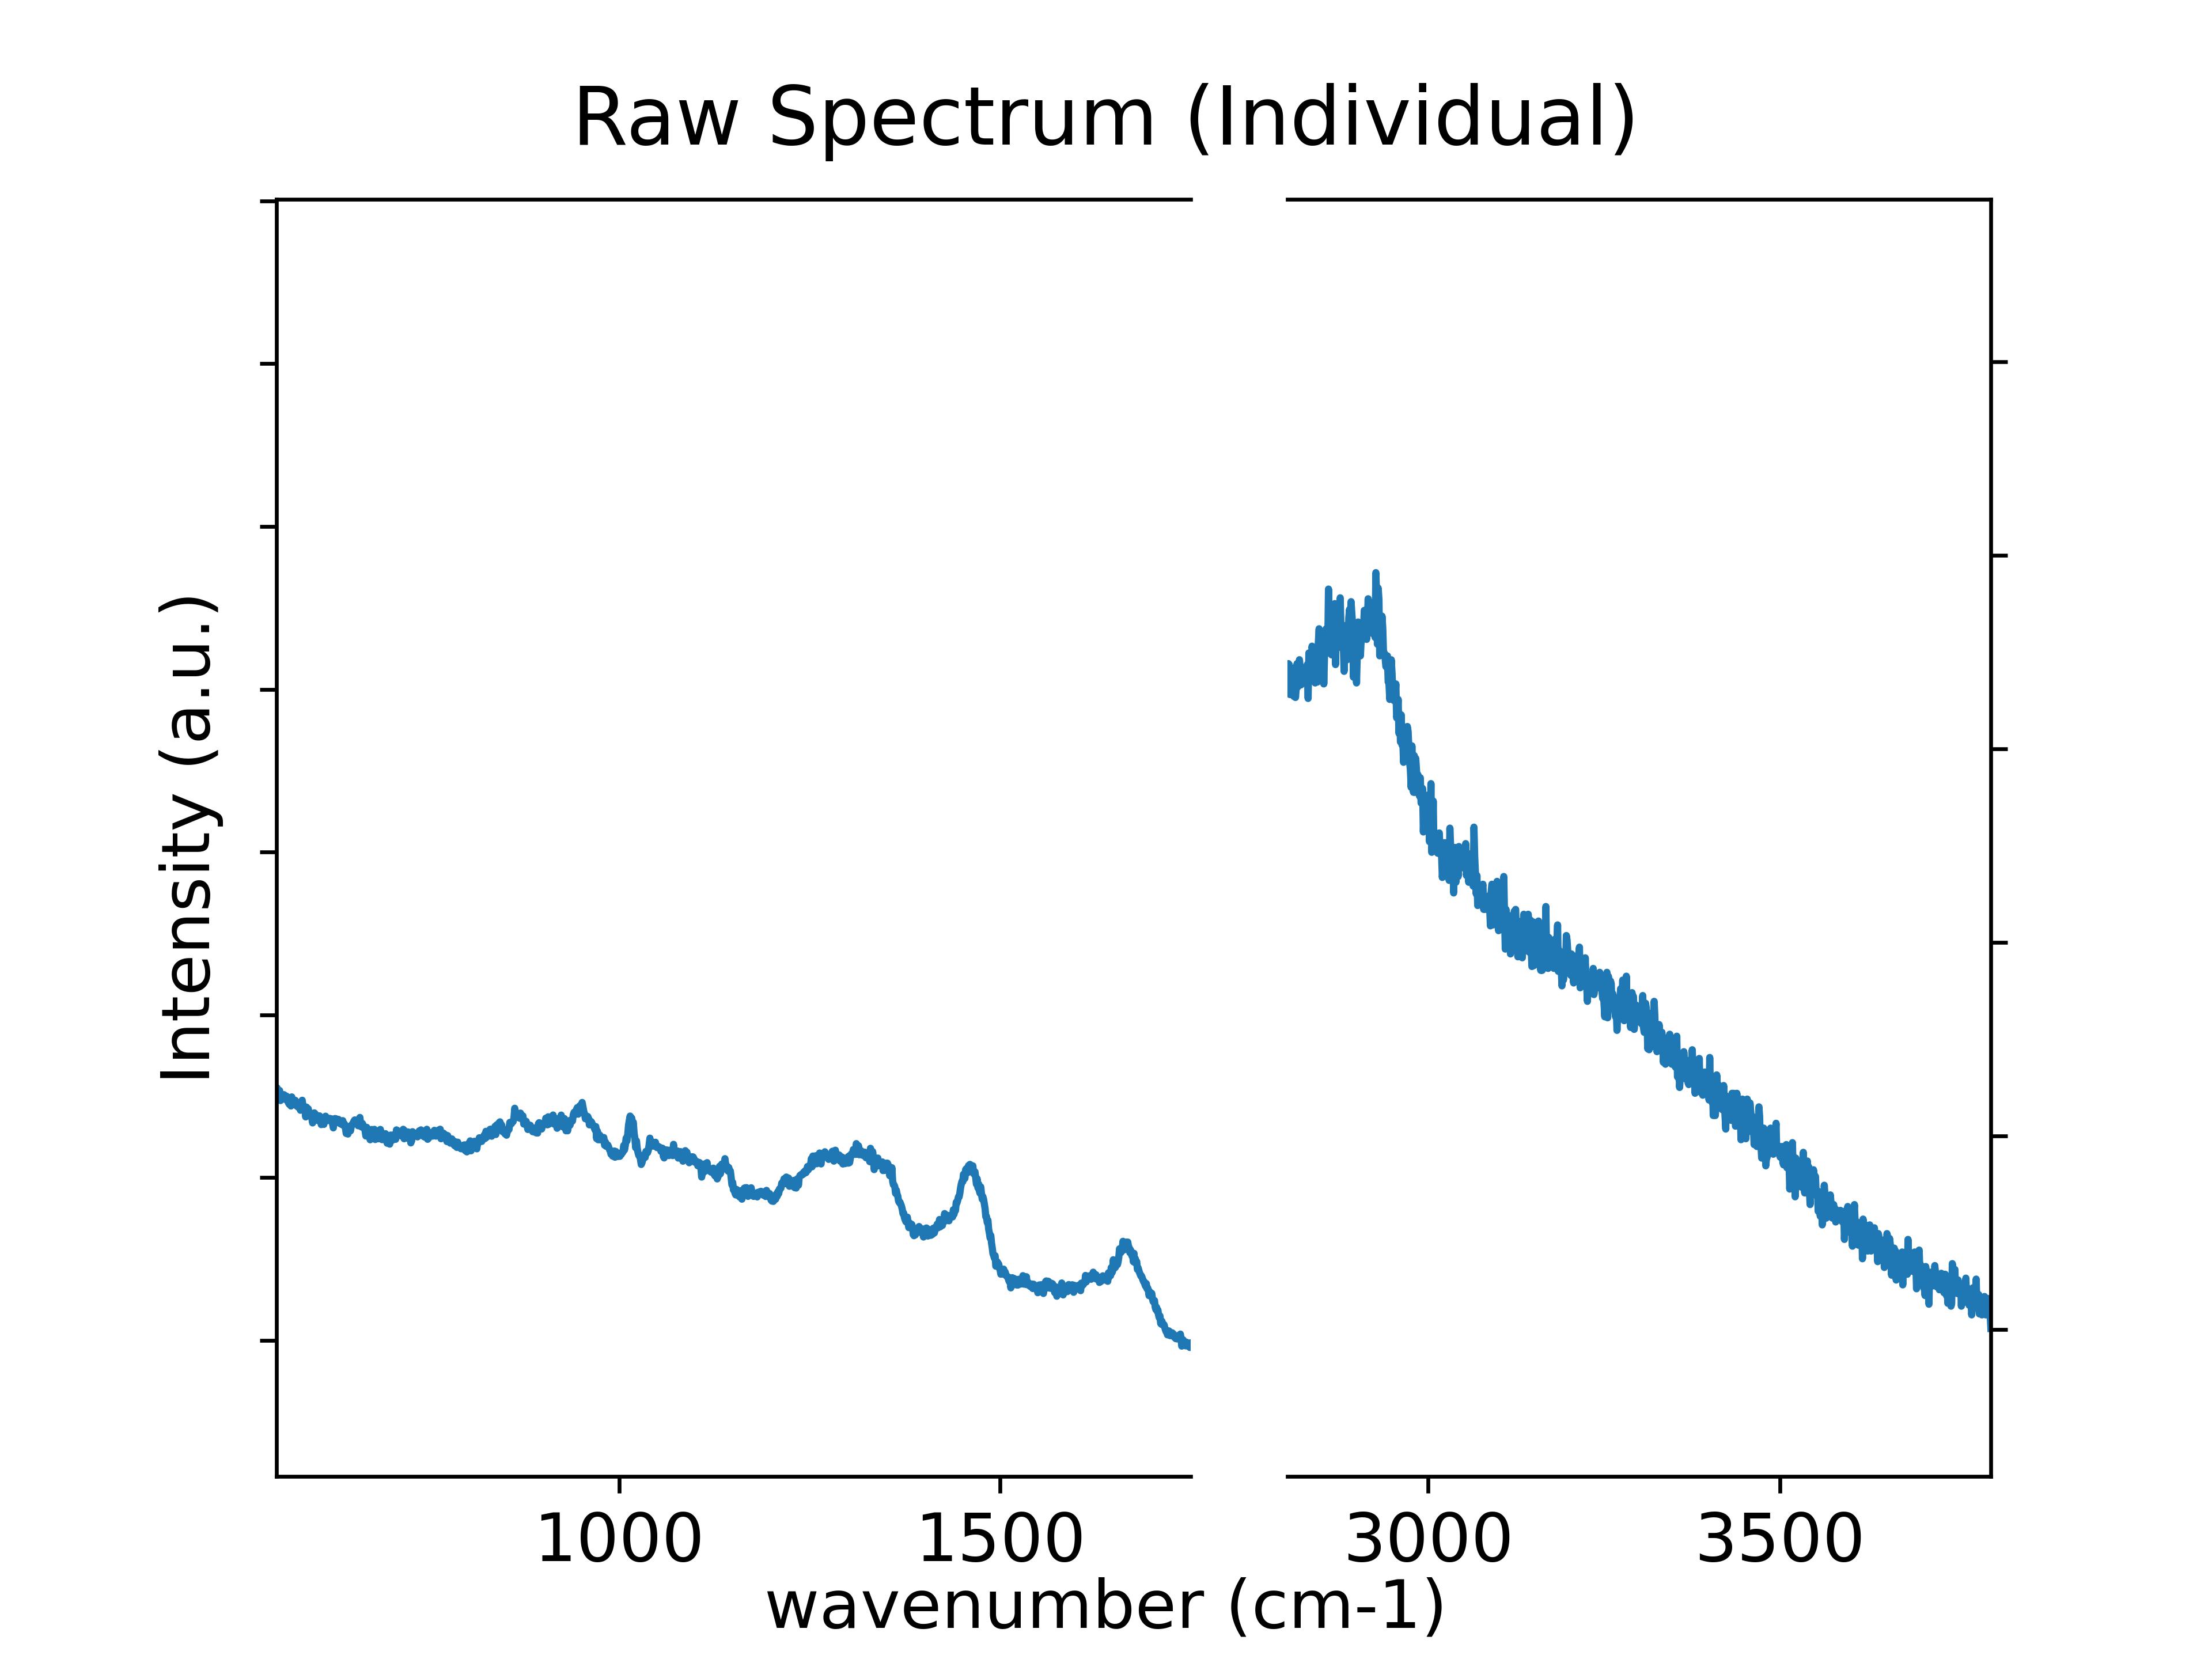 Raw Spectrum (Individual)
Intensity (a.u.)
1000 1500 3000 3500
wavenumber (cm-1)